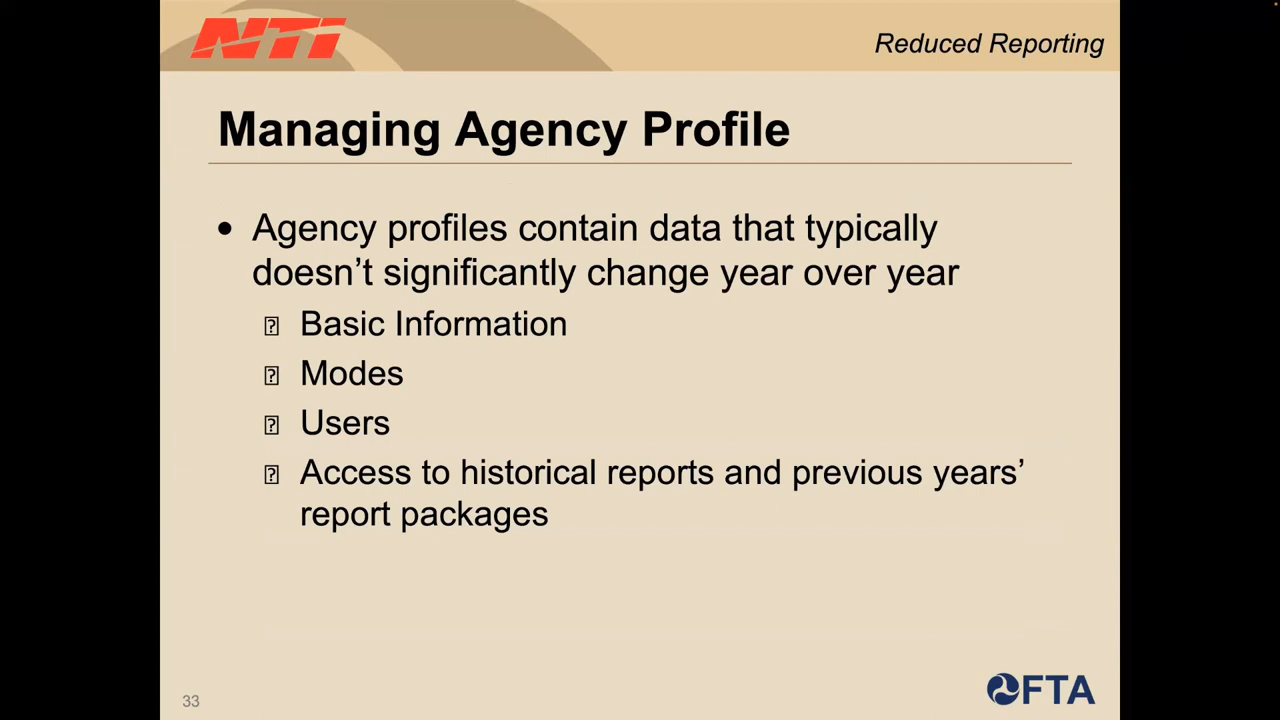 NTI
Reduced Reporting
Managing Agency Profile
• Agency profiles contain data that typically
doesn’t significantly change year over year
⍰ Basic Information
⍰ Modes
⍰ Users
⍰ Access to historical reports and previous years’
report packages
33
FTA